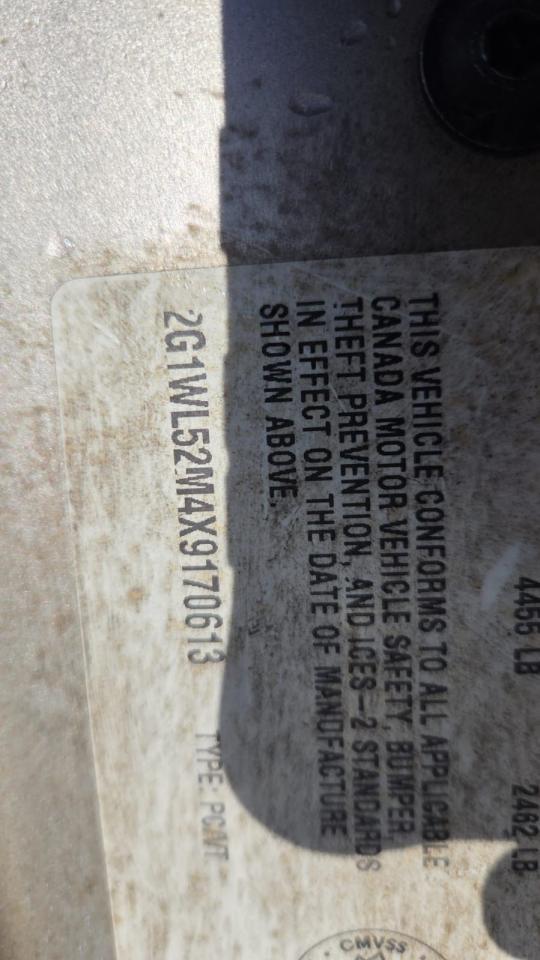 4456 LB 2462 LB
THIS VEHICLE CONFORMS TO ALL APPLICABLE
CANADA MOTOR VEHICLE SAFETY, BUMPER,
THEFT PREVENTION, AND ICES-2 STANDARDS
IN EFFECT ON THE DATE OF MANUFACTURE
SHOWN ABOVE.
2G1WL52M4X9170613 TYPE: PC/VT
CMVSS